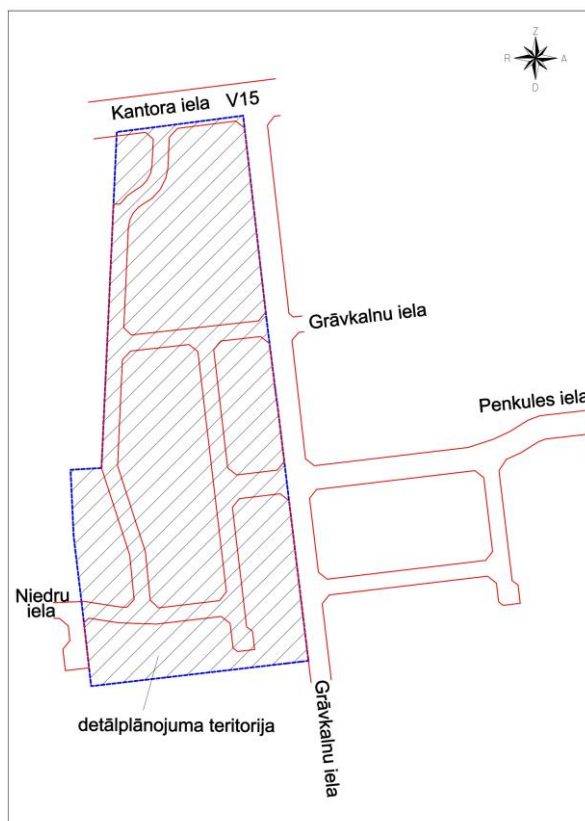 Z
R A
D
Kantora iela V15
Grāvkalnu iela
Penkules iela
Niedru
iela
detālplānojuma teritorija
Grāvkalnu iela